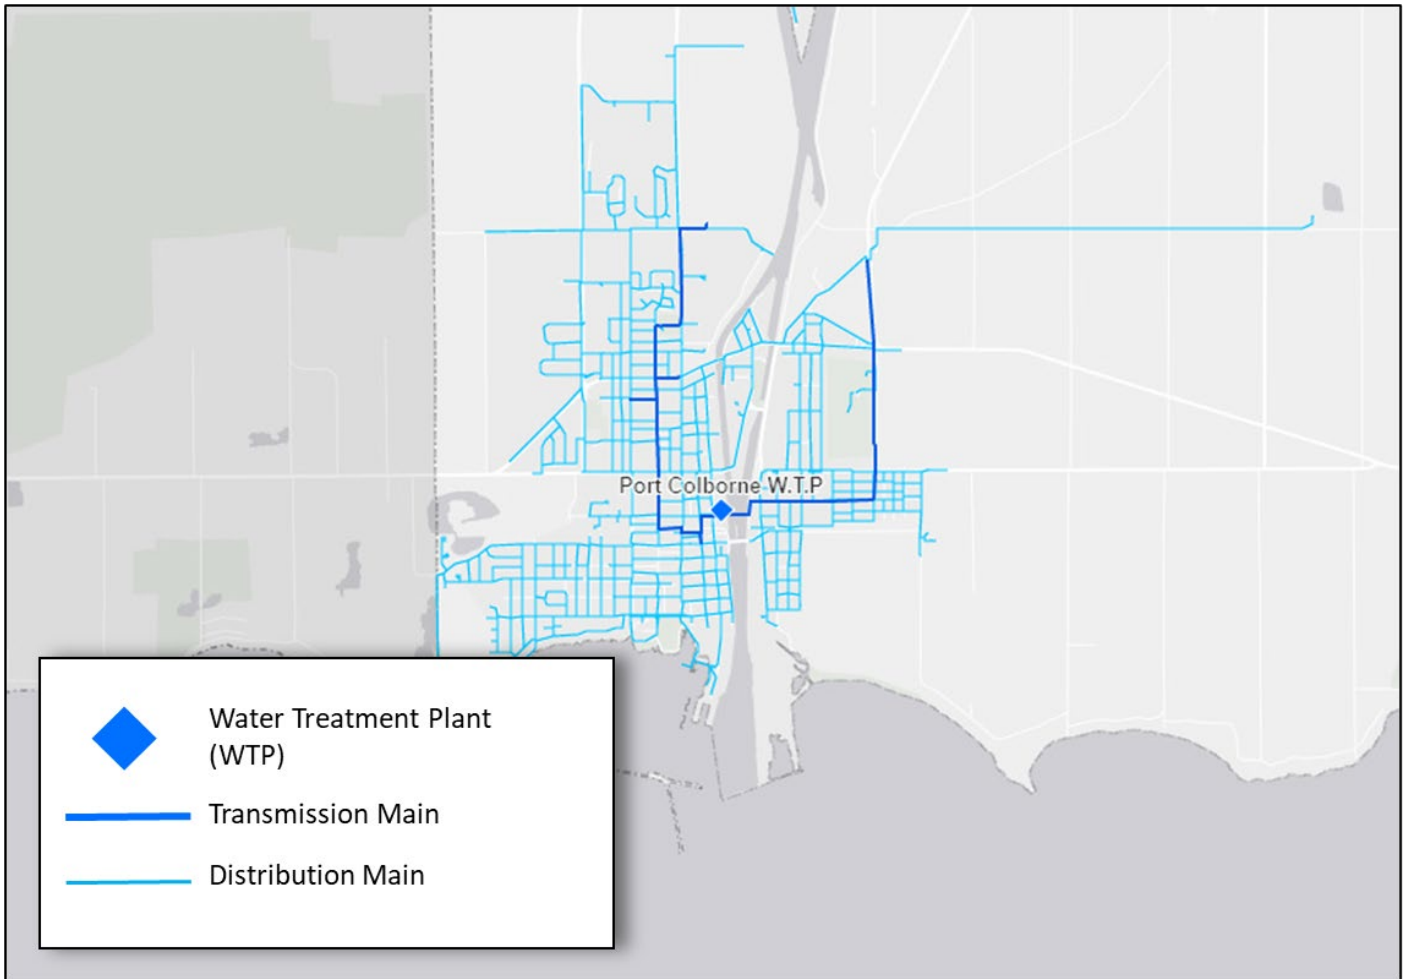 Port Colborne W.T.P
Water Treatment Plant
(WTP)
Transmission Main
Distribution Main